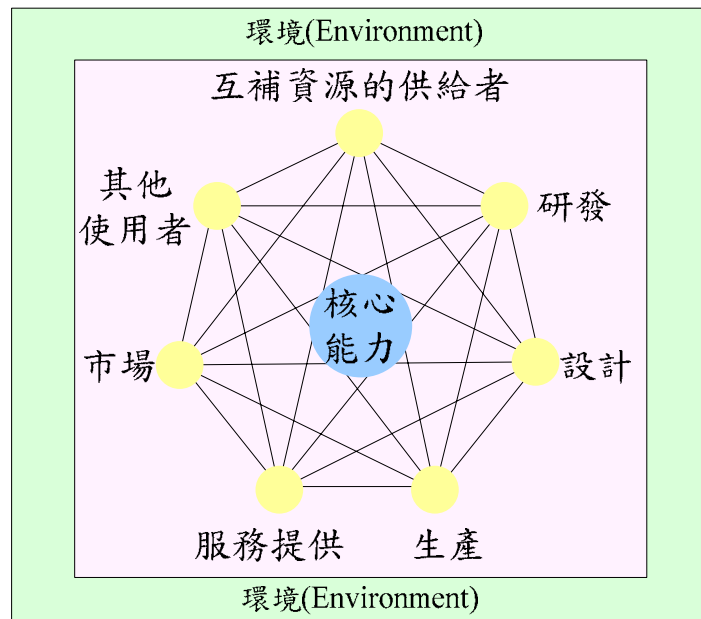 環境(Environment)
互補資源的供給者
其他
使用者
研發
核心
能力
市場
設計
服務提供
生產
環境(Environment)